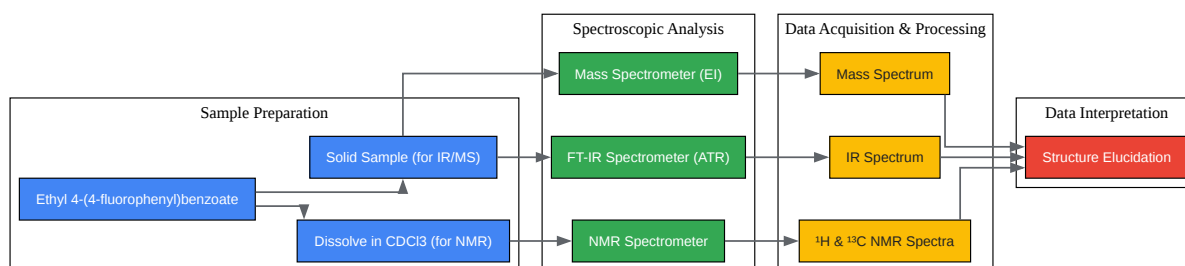 Spectroscopic Analysis
Data Acquisition & Processing
Mass Spectrometer (EI)
Mass Spectrum
Sample Preparation
Data Interpretation
Solid Sample (for IR/MS)
FT-IR Spectrometer (ATR)
IR Spectrum
Structure Elucidation
Ethyl 4-(4-fluorophenyl)benzoate
Dissolve in CDCl3 (for NMR)
NMR Spectrometer
¹H & ¹³C NMR Spectra